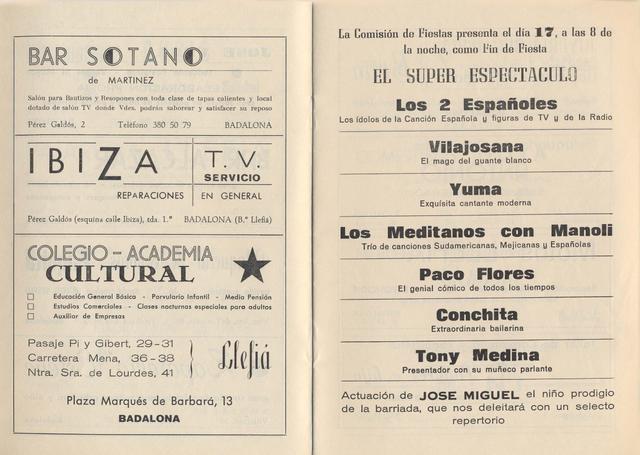 BAR SOTANO
de MARTINEZ
Salón para Bautizos y Resopones con toda clase de tapas calientes y local
dotado de salón TV donde Vdes. podrán saborear y satisfacer su reposo
Pérez Galdós, 2 Teléfono 380 50 79 BADALONA
IBIZA T. V.
SERVICIO
REPARACIONES EN GENERAL
Pérez Galdós (esquina calle Ibiza), tda. 1.ª BADALONA (B.º Llefiá)
COLEGIO - ACADEMIA
CULTURAL
Educación General Básica - Parvulario Infantil - Media Pensión
Estudios Comerciales - Clases nocturnas especiales para adultos
Auxiliar de Empresas
Pasaje Pi y Gibert, 29-31
Carretera Mena, 36-38
Ntra. Sra. de Lourdes, 41
Llefiá
Plaza Marqués de Barbará, 13
BADALONA
La Comisión de Fiestas presenta el día 17, a las 8 de
la noche, como Fin de Fiesta
EL SUPER ESPECTACULO
Los 2 Españoles
Los ídolos de la Canción Española y figuras de TV y de la Radio
Vilajosana
El mago del guante blanco
Yuma
Exquísita cantante moderna
Los Meditanos con Manoli
Trío de canciones Sudamericanas, Mejicanas y Españolas
Paco Flores
El genial cómico de todos los tiempos
Conchita
Extraordinaria bailarina
Tony Medina
Presentador con su muñeco parlante
Actuación de JOSE MIGUEL el niño prodigio
de la barriada, que nos deleitará con un selecto
repertorio